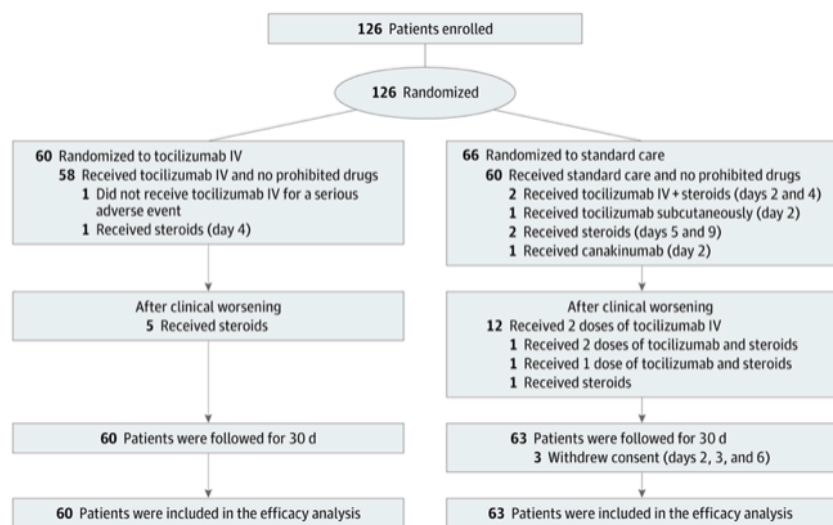 126 Patients enrolled
126 Randomized
60 Randomized to tocilizumab IV
58 Received tocilizumab IV and no prohibited drugs
1 Did not receive tocilizumab IV for a serious
adverse event
1 Received steroids (day 4)
66 Randomized to standard care
60 Received standard care and no prohibited drugs
2 Received tocilizumab IV + steroids (days 2 and 4)
1 Received tocilizumab subcutaneously (day 2)
2 Received steroids (days 5 and 9)
1 Received canakinumab (day 2)
After clinical worsening
5 Received steroids
After clinical worsening
12 Received 2 doses of tocilizumab IV
1 Received 2 doses of tocilizumab and steroids
1 Received 1 dose of tocilizumab and steroids
1 Received steroids
60 Patients were followed for 30 d
63 Patients were followed for 30 d
3 Withdrew consent (days 2, 3, and 6)
60 Patients were included in the efficacy analysis
63 Patients were included in the efficacy analysis